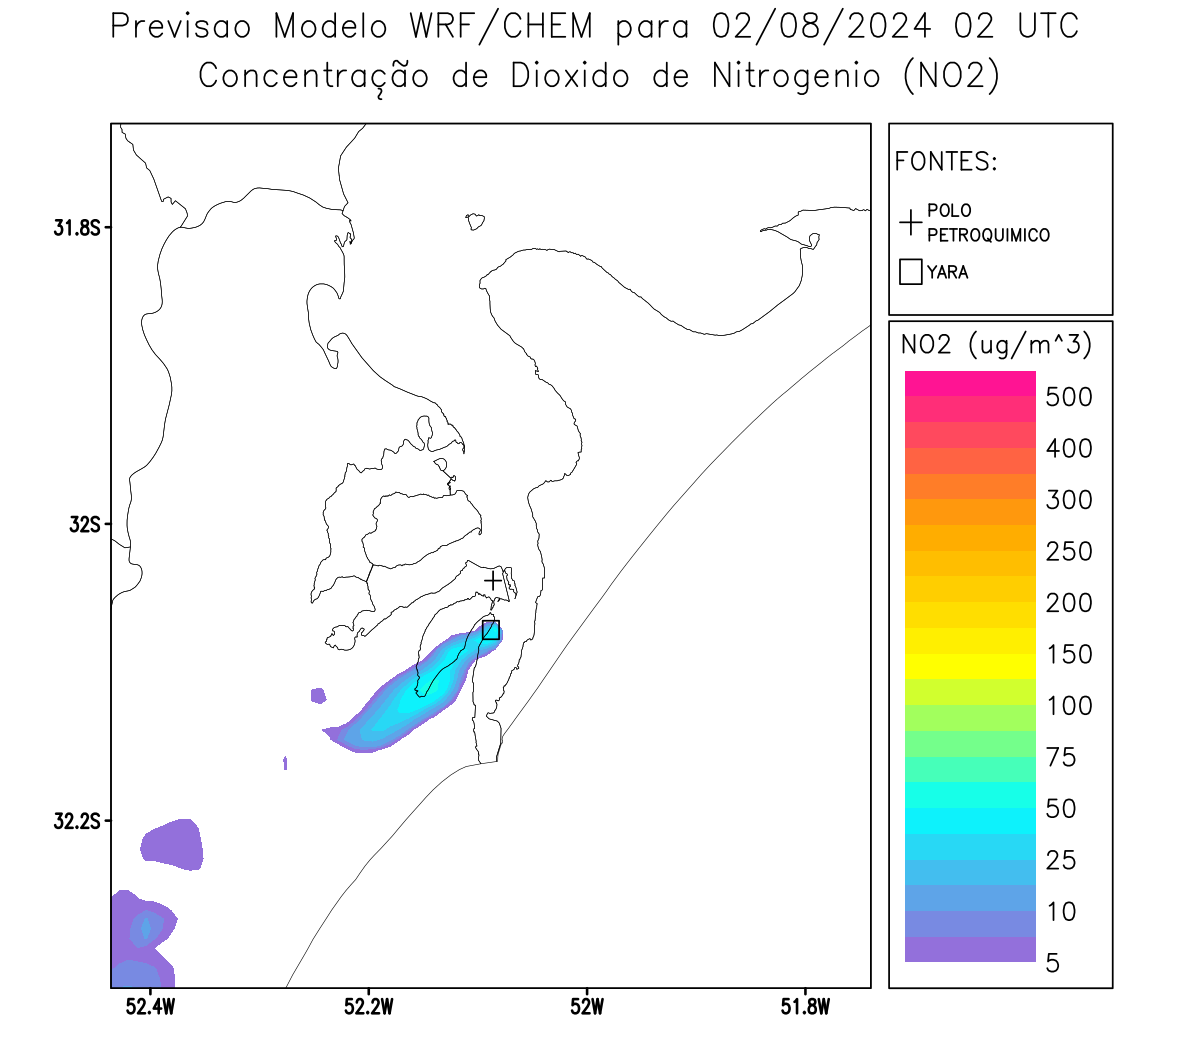 Previsao Modelo WRF/CHEM para 02/08/2024 02 UTC
Concentração de Dioxido de Nitrogenio (NO2)
FONTES:
POLO
PETROQUIMICO
YARA
NO2 (ug/m^3)
500
400
300
250
200
150
100
75
50
25
10
5
31.8S
32S
32.2S
52.4W
52.2W
52W
51.8W